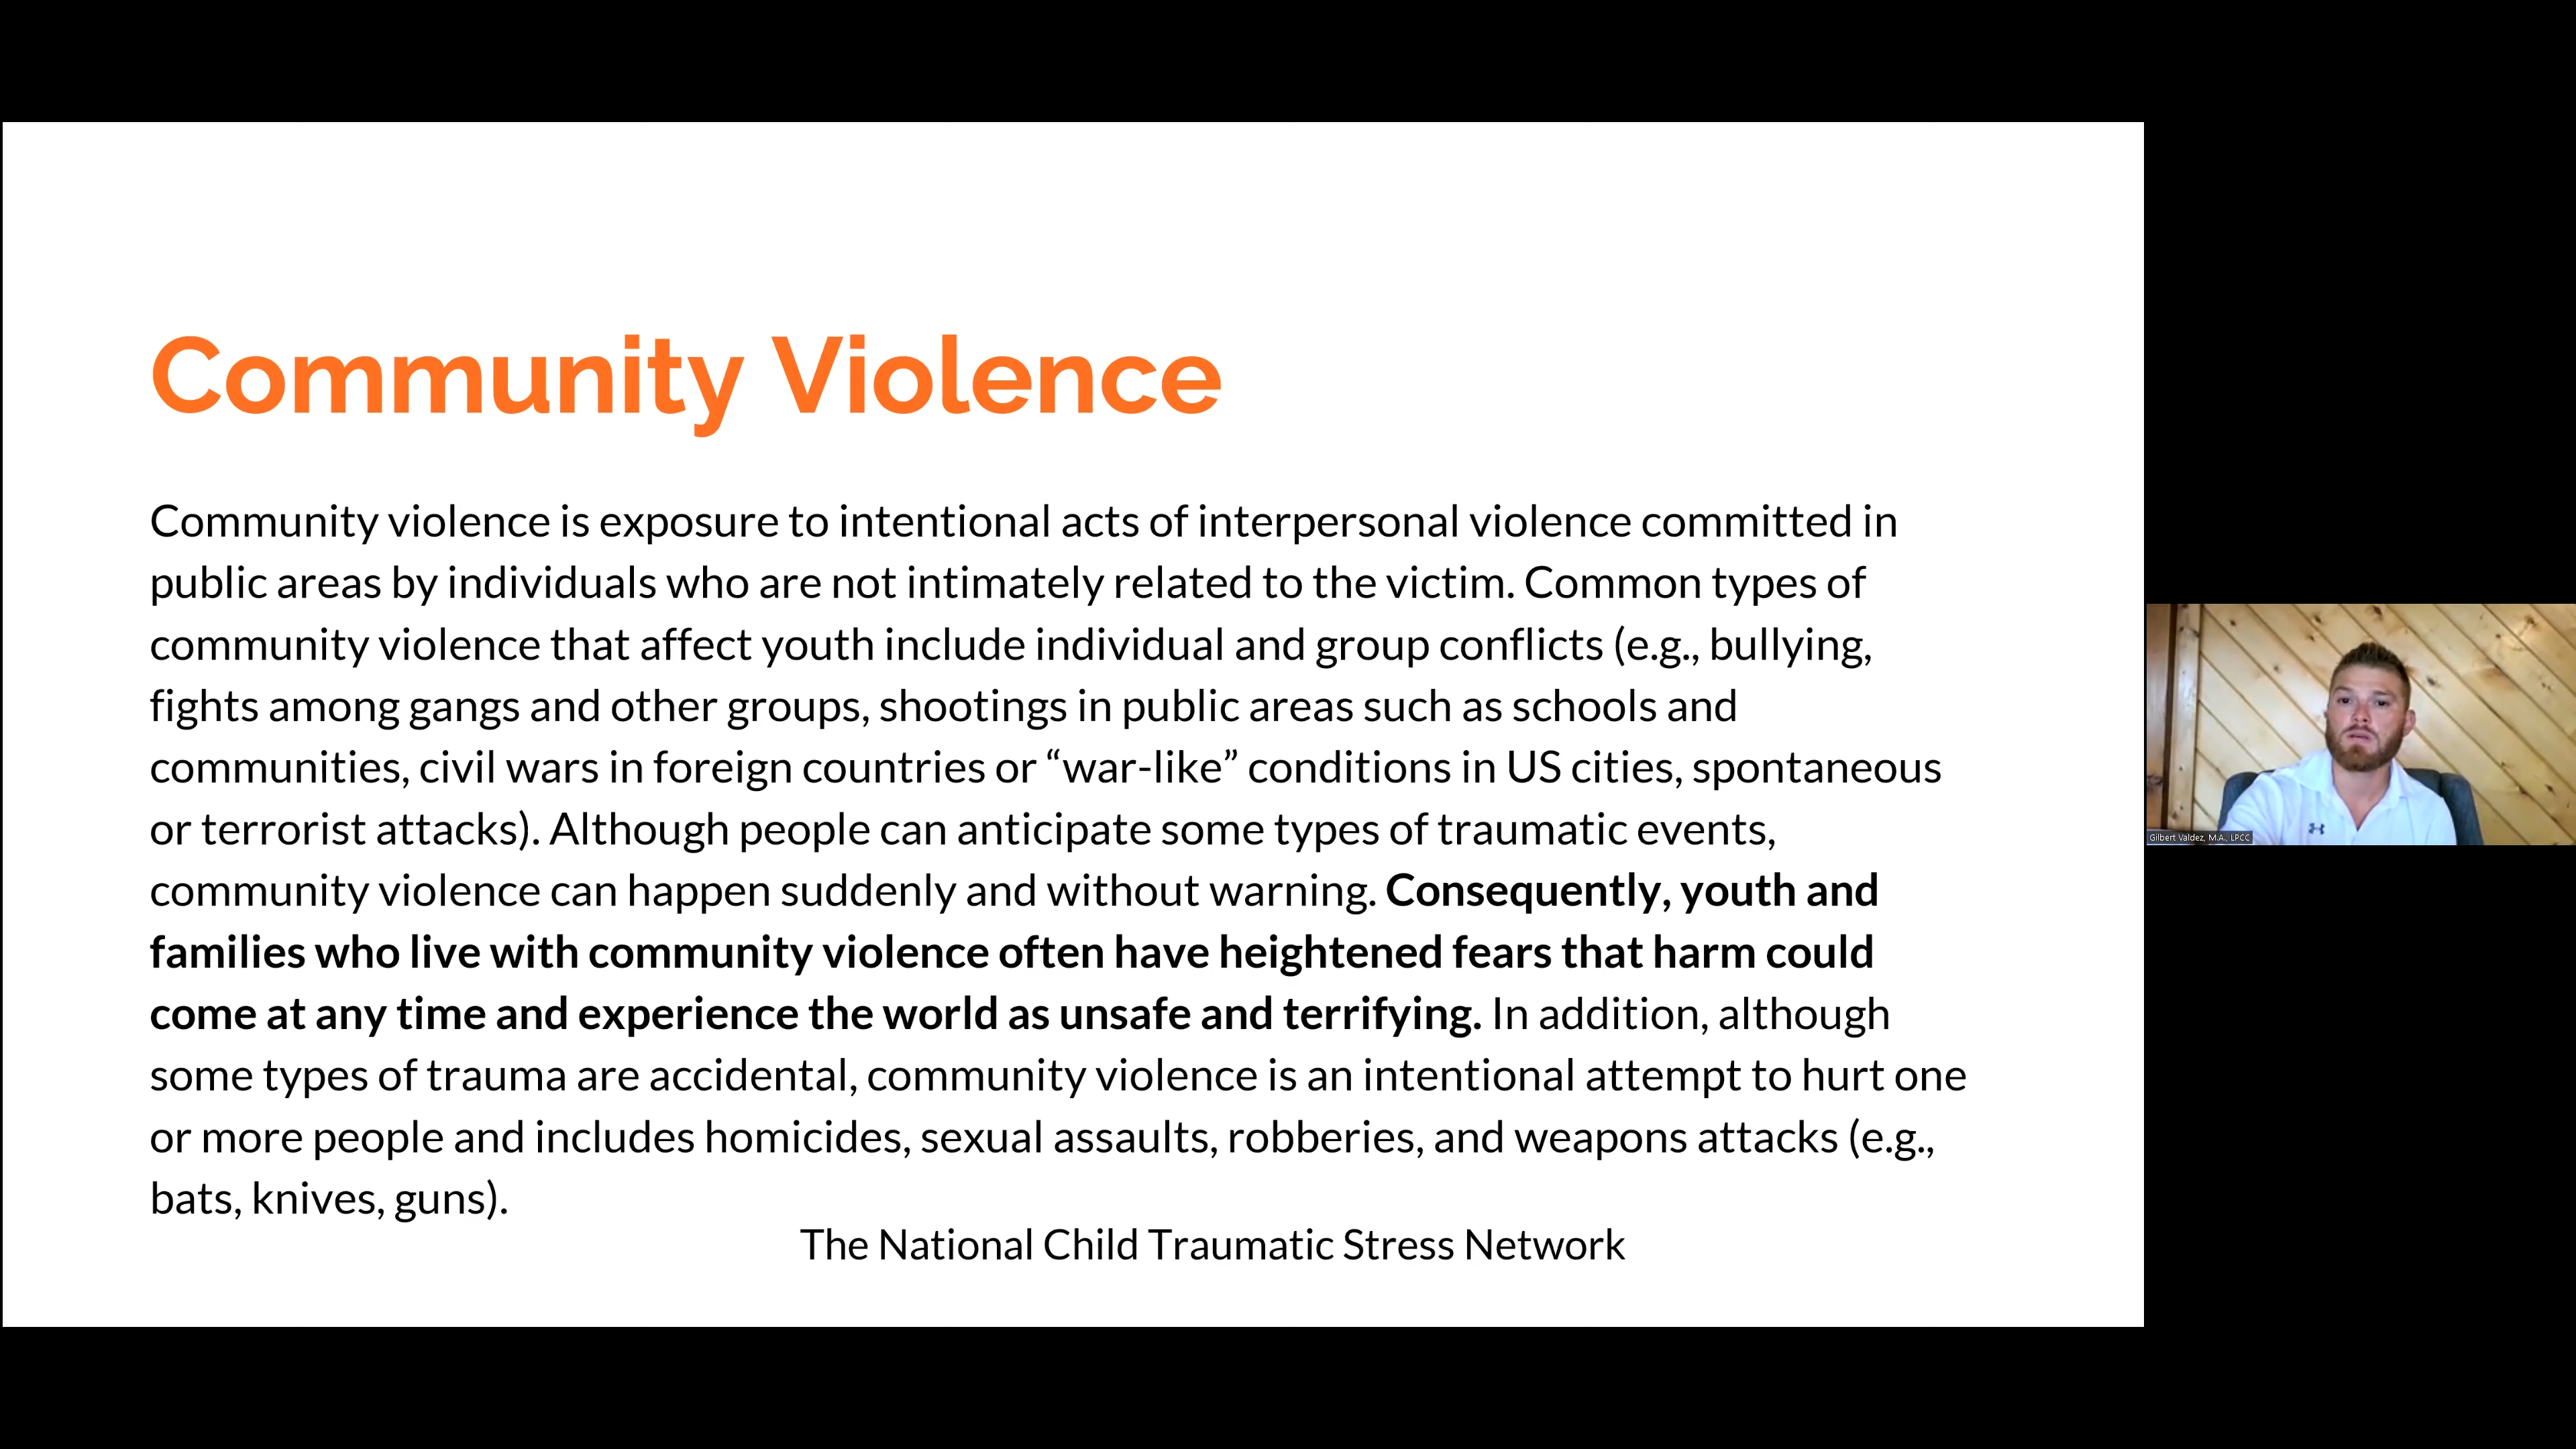 Community Violence
Community violence is exposure to intentional acts of interpersonal violence committed in
public areas by individuals who are not intimately related to the victim. Common types of
community violence that affect youth include individual and group conflicts (e.g., bullying,
fights among gangs and other groups, shootings in public areas such as schools and
communities, civil wars in foreign countries or “war-like” conditions in US cities, spontaneous
or terrorist attacks). Although people can anticipate some types of traumatic events,
community violence can happen suddenly and without warning. Consequently, youth and
families who live with community violence often have heightened fears that harm could
come at any time and experience the world as unsafe and terrifying. In addition, although
some types of trauma are accidental, community violence is an intentional attempt to hurt one
or more people and includes homicides, sexual assaults, robberies, and weapons attacks (e.g.,
bats, knives, guns).
The National Child Traumatic Stress Network
Gilbert Valdez, M.A., LPCC